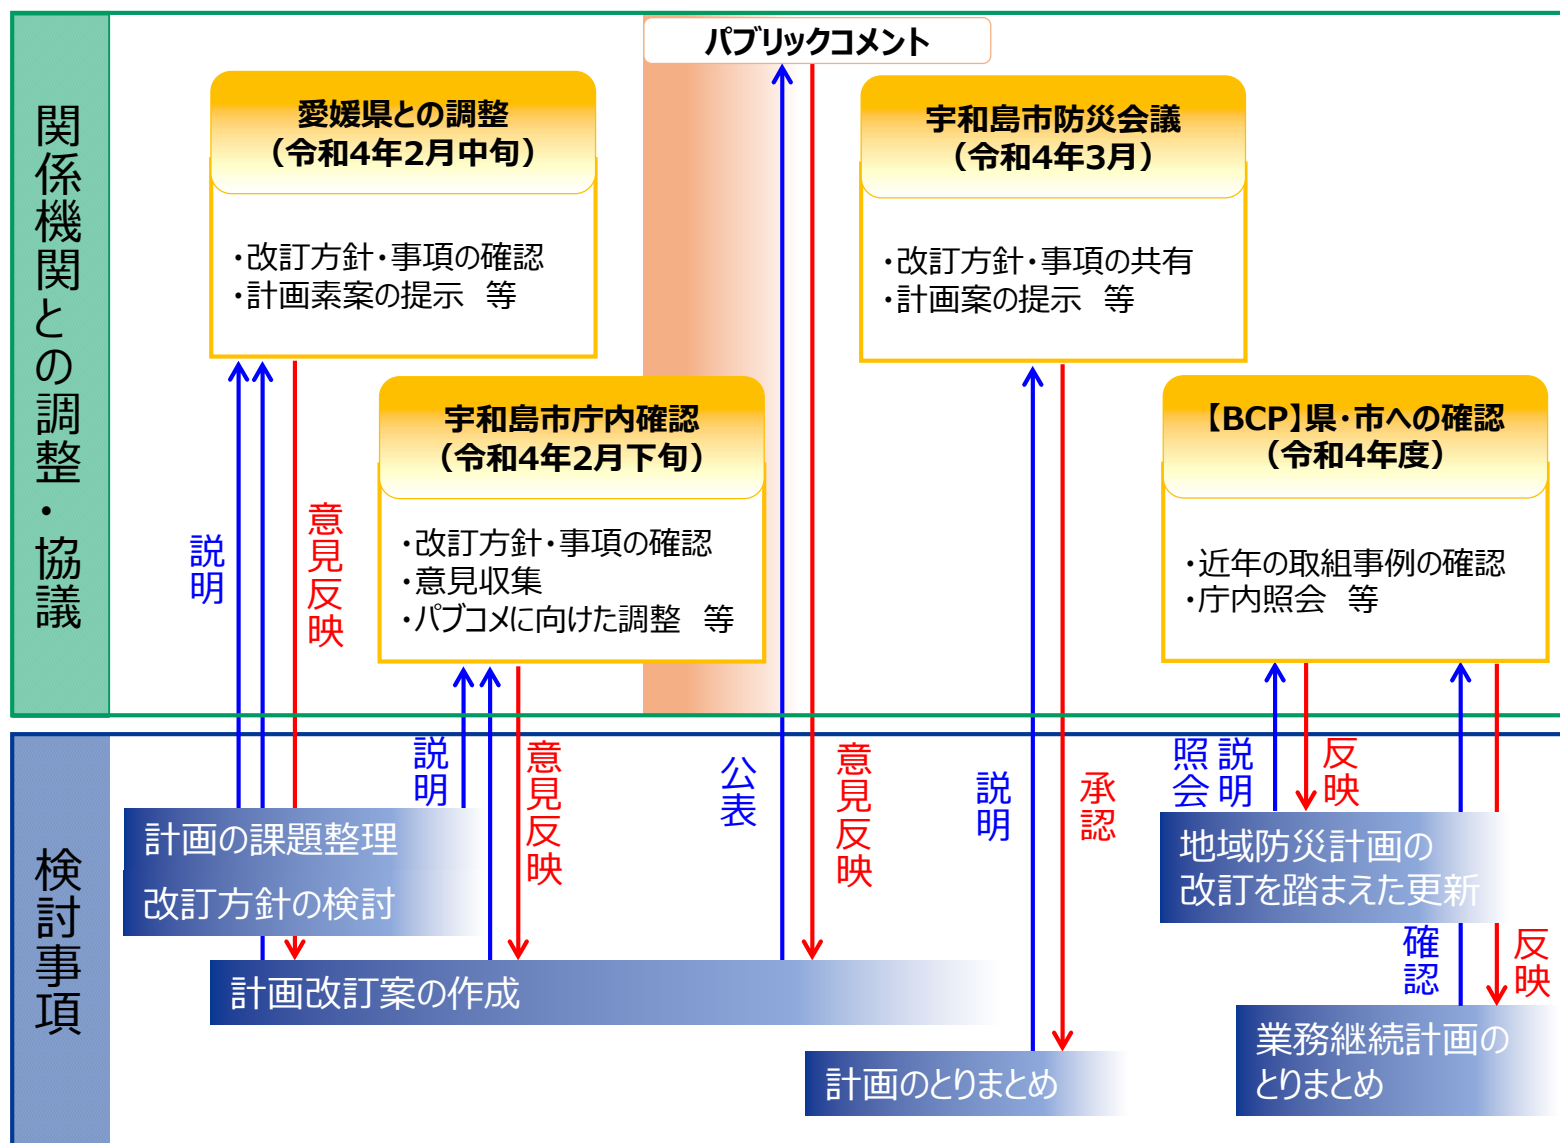 関係機関との調整・協議
パブリックコメント
愛媛県との調整
（令和4年2月中旬）
・改訂方針・事項の確認
・計画素案の提示　等
宇和島市防災会議
（令和4年3月）
・改訂方針・事項の共有
・計画案の提示　等
宇和島市庁内確認
（令和4年2月下旬）
・改訂方針・事項の確認
・意見収集
・パブコメに向けた調整　等
【BCP】県・市への確認
（令和4年度）
・近年の取組事例の確認
・庁内照会　等
説明
意見反映
検討事項
説明
意見反映
公表
意見反映
説明
承認
照会
説明
反映
計画の課題整理
改訂方針の検討
計画改訂案の作成
計画のとりまとめ
地域防災計画の
改訂を踏まえた更新
確認
反映
業務継続計画の
とりまとめ